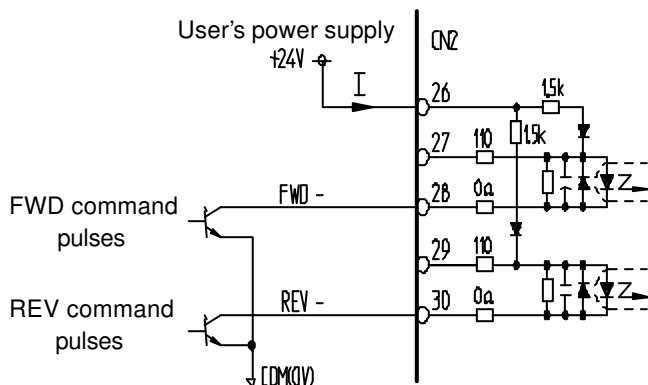 User's power supply
+24V
CN2
I
26
1.5k
1.5k
27
110
FWD command
pulses
FWD -
28
0Ω
29
110
REV command
pulses
REV -
30
0Ω
COM(0V)